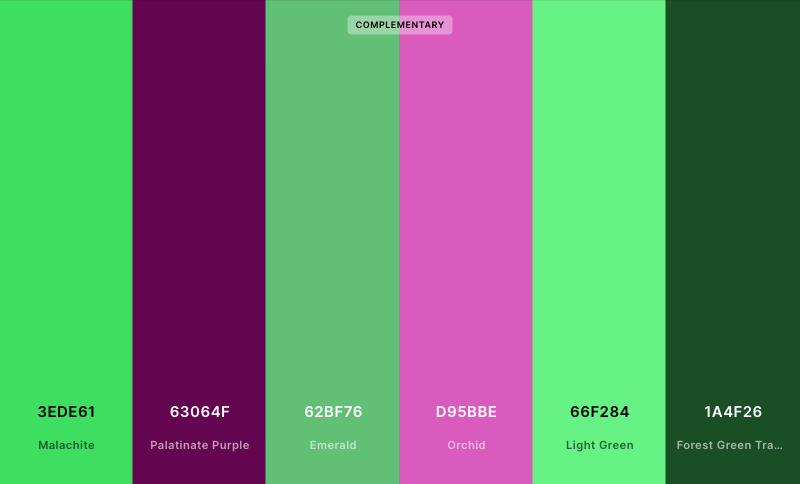 COMPLEMENTARY
3EDE61
Malachite
63064F
Palatinate Purple
62BF76
Emerald
D95BBE
Orchid
66F284
Light Green
1A4F26
Forest Green Tra…